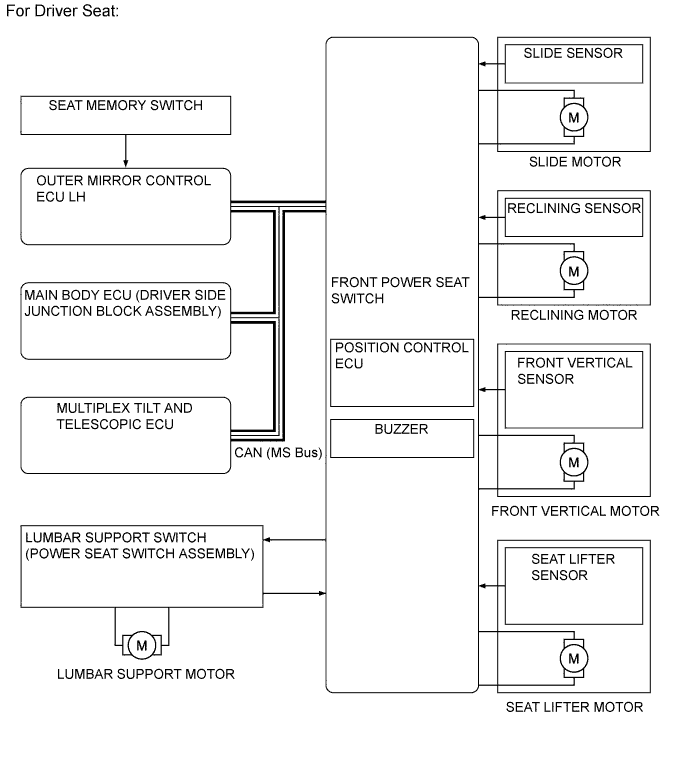 For Driver Seat:
SEAT MEMORY SWITCH
OUTER MIRROR CONTROL
ECU LH
MAIN BODY ECU (DRIVER SIDE
JUNCTION BLOCK ASSEMBLY)
MULTIPLEX TILT AND
TELESCOPIC ECU
CAN (MS Bus)
LUMBAR SUPPORT SWITCH
(POWER SEAT SWITCH ASSEMBLY)
M
LUMBAR SUPPORT MOTOR
FRONT POWER SEAT
SWITCH
POSITION CONTROL
ECU
BUZZER
SLIDE SENSOR
M
SLIDE MOTOR
RECLINING SENSOR
M
RECLINING MOTOR
FRONT VERTICAL
SENSOR
M
FRONT VERTICAL MOTOR
SEAT LIFTER
SENSOR
M
SEAT LIFTER MOTOR